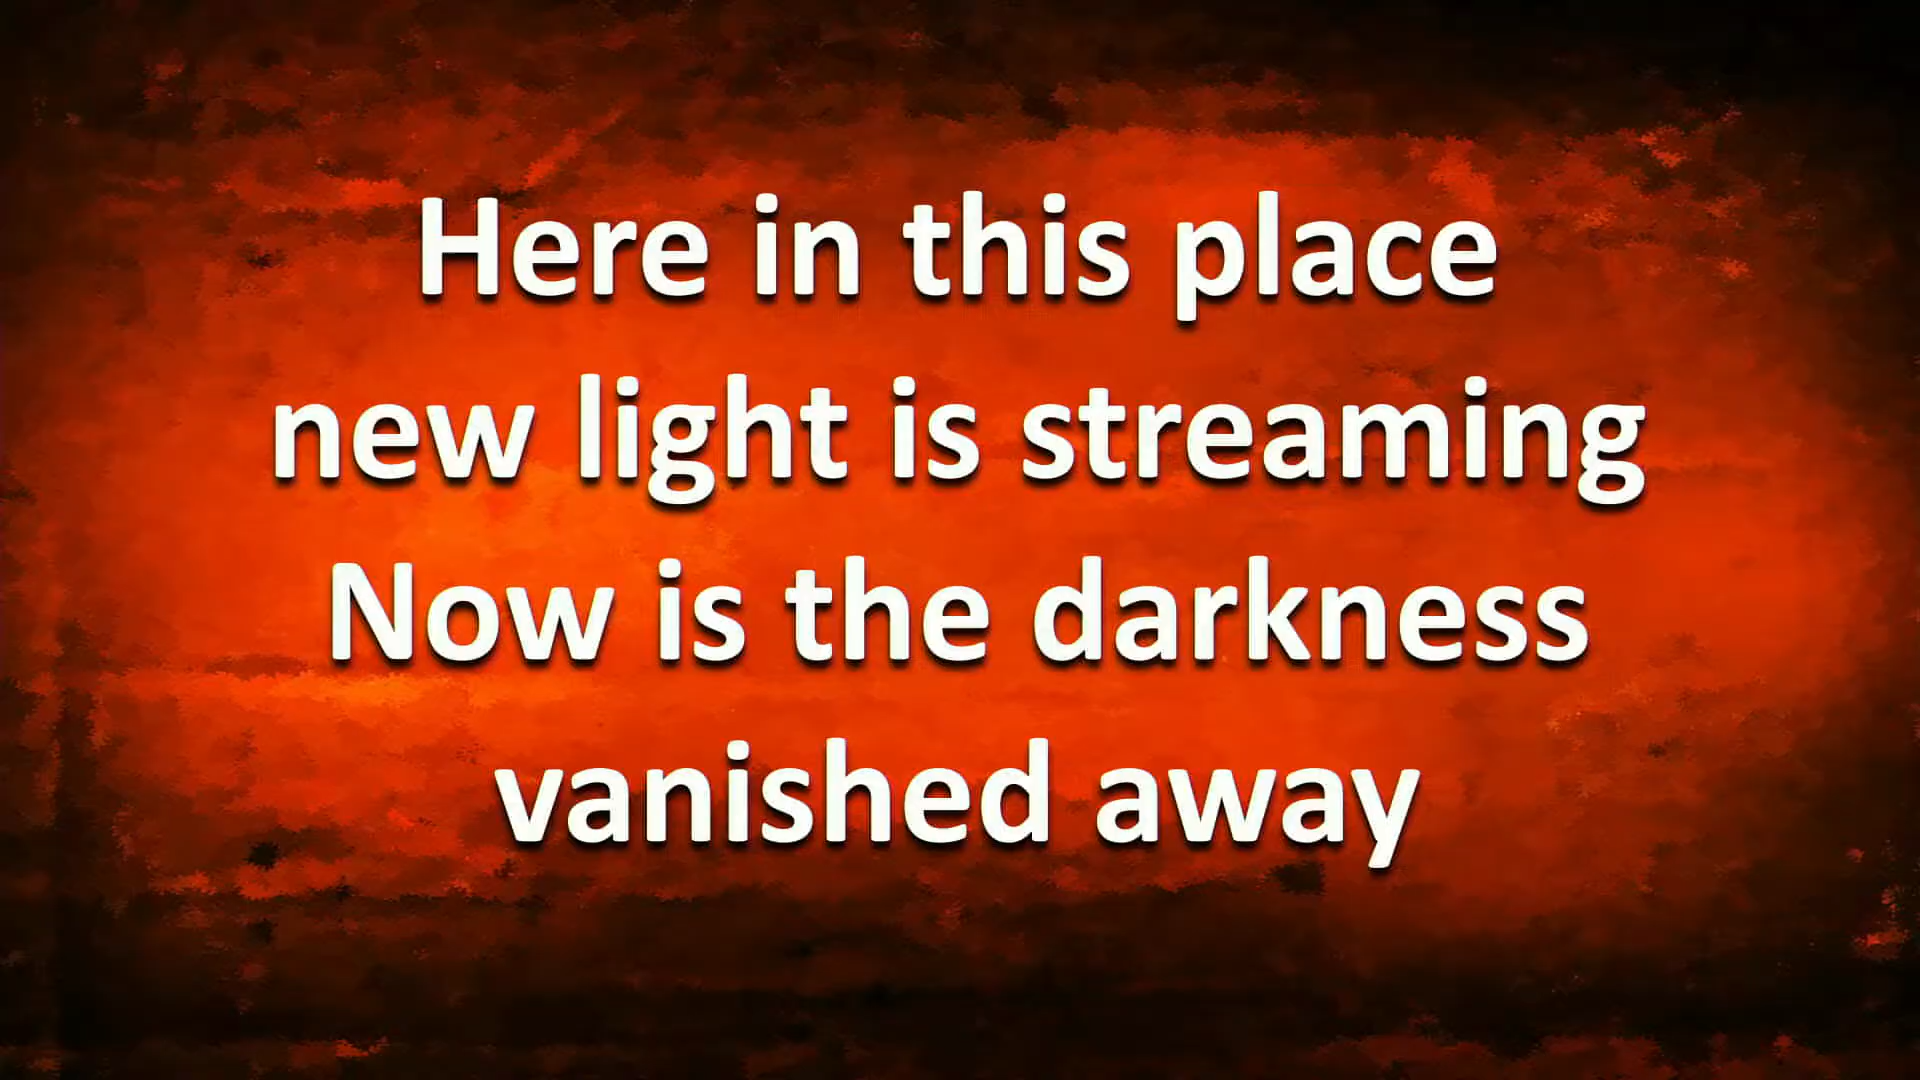 Here in this place
new light is streaming
Now is the darkness
vanished away